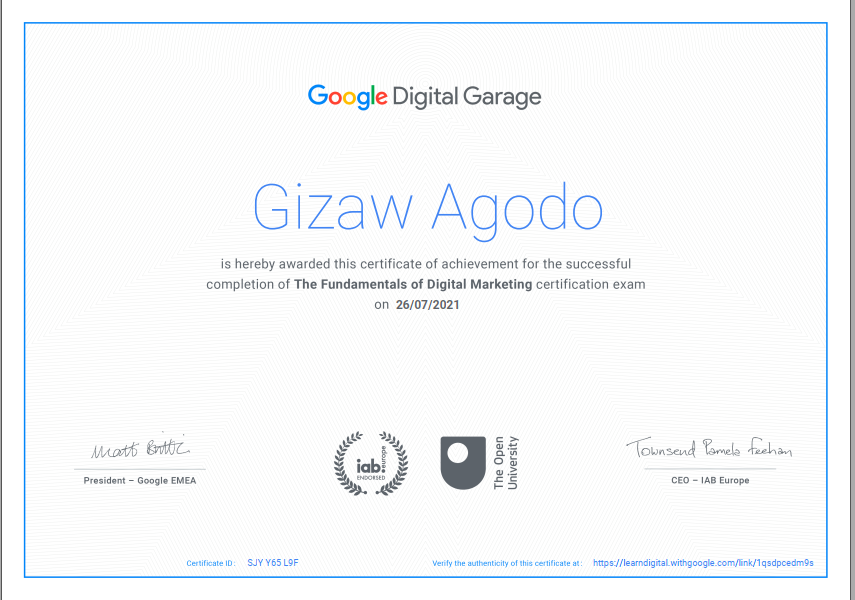 Google Digital Garage
Gizaw Agodo
is hereby awarded this certificate of achievement for the successful
completion of The Fundamentals of Digital Marketing certification exam
on 26/07/2021
Matt Brittin
Townsend Pamela Feehan
iab.europe
ENDORSED
The Open
University
President – Google EMEA
CEO – IAB Europe
Certificate ID: SJY Y65 L9F
Verify the authenticity of this certificate at: https://learndigital.withgoogle.com/link/1qsdpcedm9s